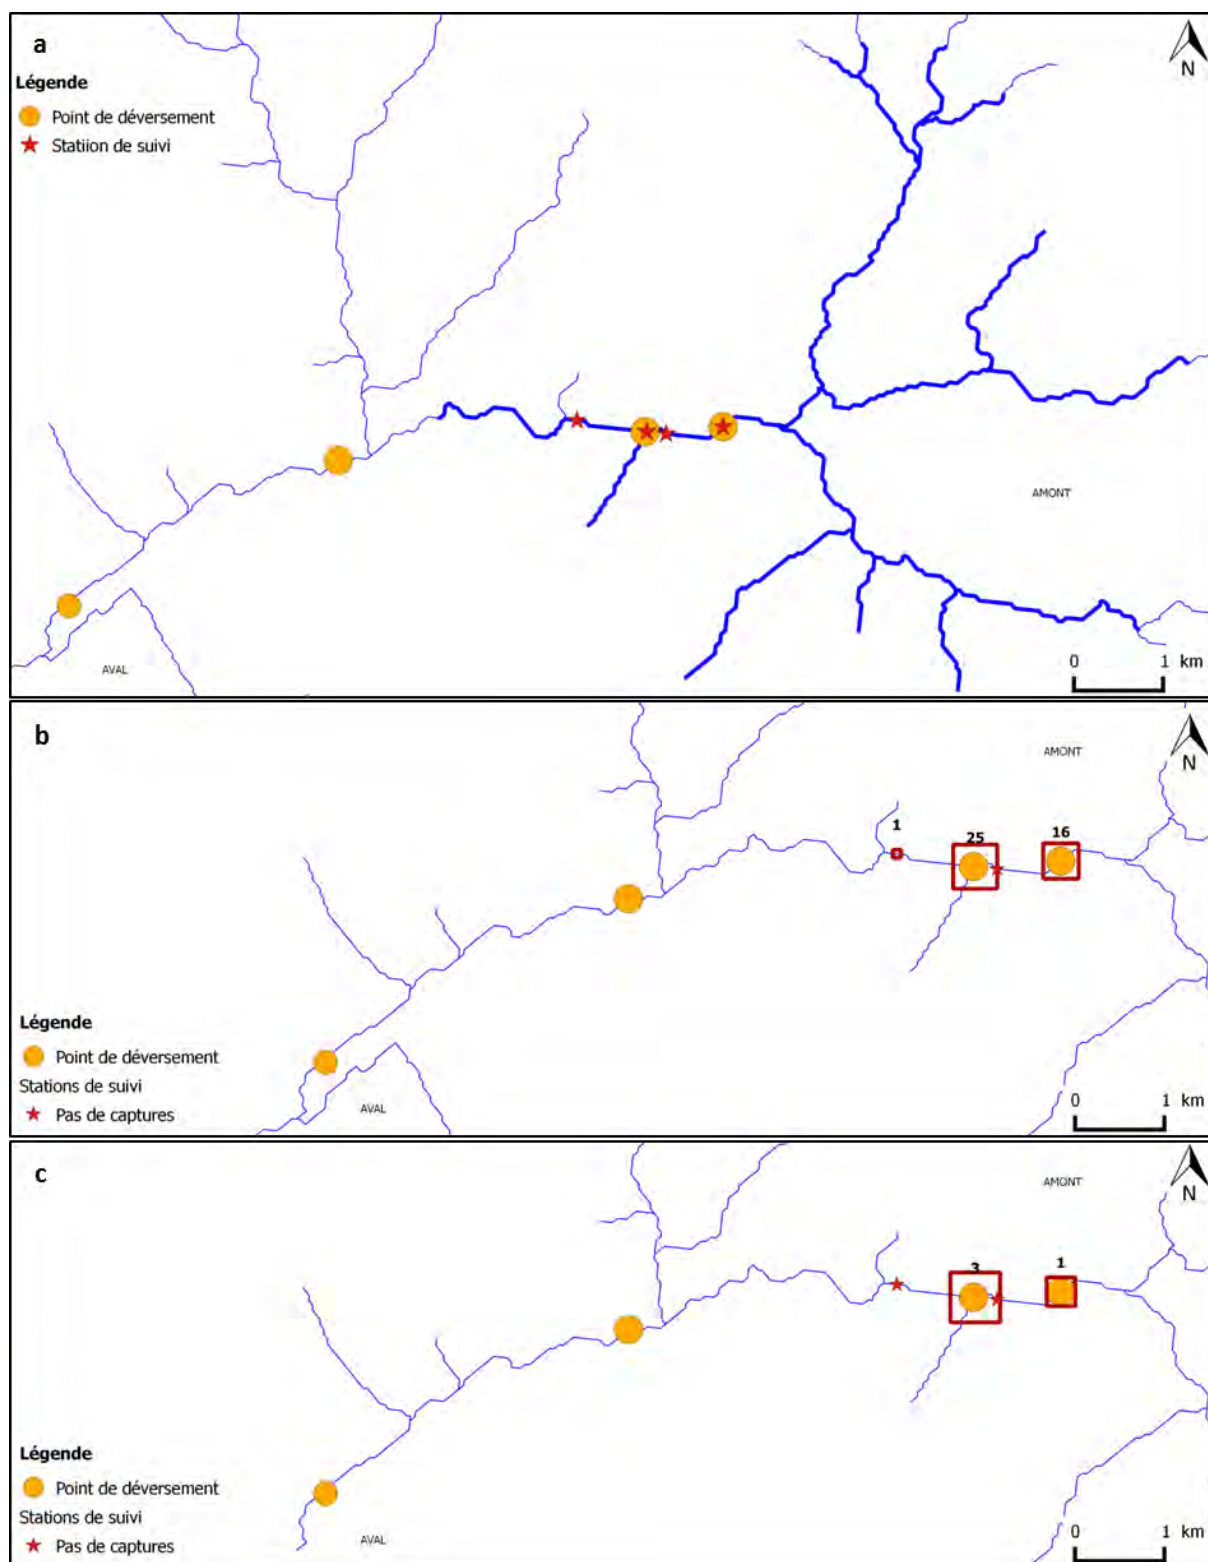 a
N
Légende
Point de déversement
Statiion de suivi
AMONT
AVAL
0 1 km
b
AMONT
N
1
25
16
Légende
Point de déversement
Stations de suivi
Pas de captures
AVAL
0 1 km
c
AMONT
N
3
1
Légende
Point de déversement
Stations de suivi
Pas de captures
AVAL
0 1 km